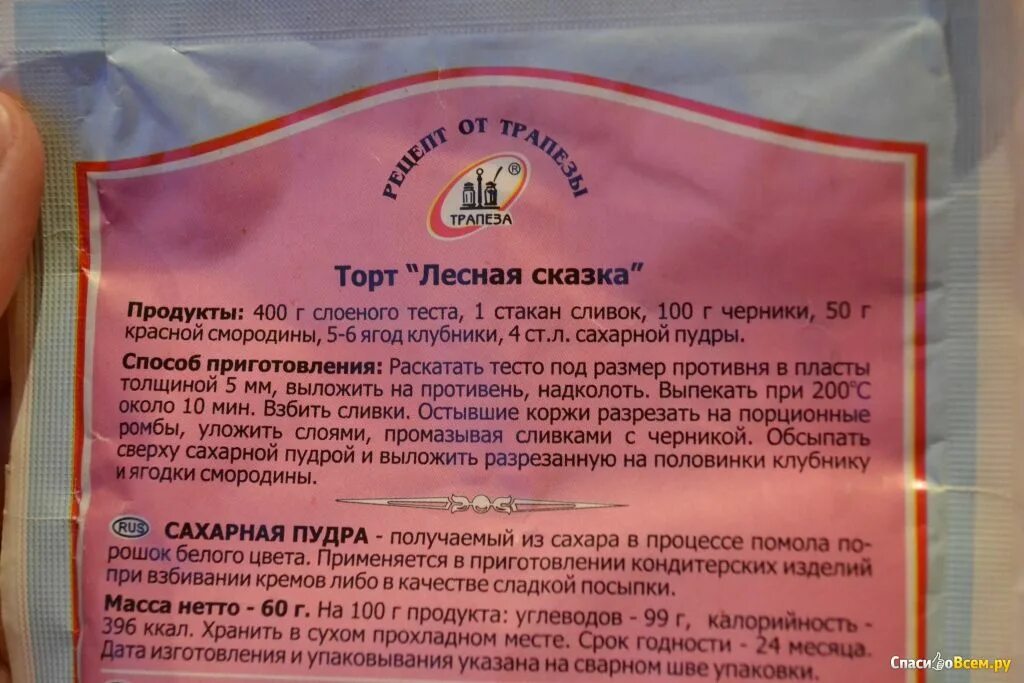 РЕЦЕПТ ОТ ТРАПЕЗЫ
®
ТРАПЕЗА
Торт "Лесная сказка"
Продукты: 400 г слоеного теста, 1 стакан сливок, 100 г черники, 50 г
красной смородины, 5-6 ягод клубники, 4 ст.л. сахарной пудры.
Способ приготовления: Раскатать тесто под размер противня в пласты
толщиной 5 мм, выложить на противень, надколоть. Выпекать при 200°С
около 10 мин. Взбить сливки. Остывшие коржи разрезать на порционные
ромбы, уложить слоями, промазывая сливками с черникой. Обсыпать
сверху сахарной пудрой и выложить разрезанную на половинки клубнику
и ягодки смородины.
RUS САХАРНАЯ ПУДРА - получаемый из сахара в процессе помола по-
рошок белого цвета. Применяется в приготовлении кондитерских изделий
при взбивании кремов либо в качестве сладкой посыпки.
Масса нетто - 60 г. На 100 г продукта: углеводов - 99 г, калорийность -
396 ккал. Хранить в сухом прохладном месте. Срок годности - 24 месяца.
Дата изготовления и упаковывания указана на сварном шве упаковки.
СпасибоВсем.ру